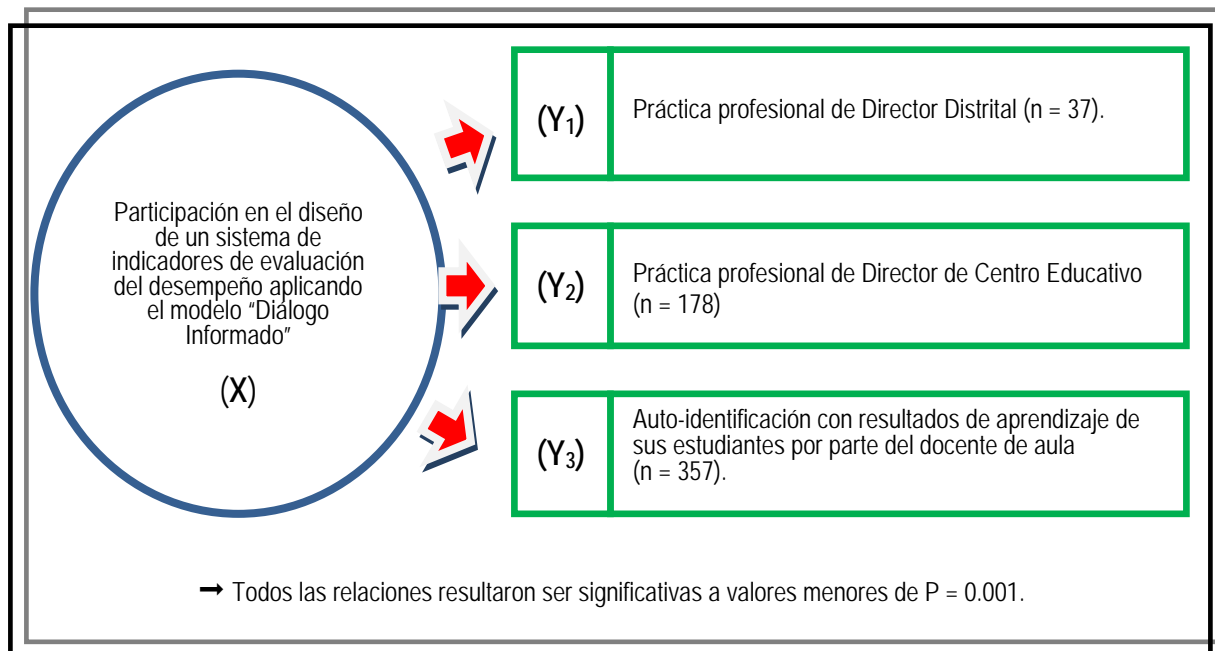 Participación en el diseño
de un sistema de
indicadores de evaluación
del desempeño aplicando
el modelo “Diálogo
Informado”
(X)
(Y1)
Práctica profesional de Director Distrital (n = 37).
(Y2)
Práctica profesional de Director de Centro Educativo
(n = 178)
(Y3)
Auto-identificación con resultados de aprendizaje de
sus estudiantes por parte del docente de aula
(n = 357).
➞ Todos las relaciones resultaron ser significativas a valores menores de P = 0.001.